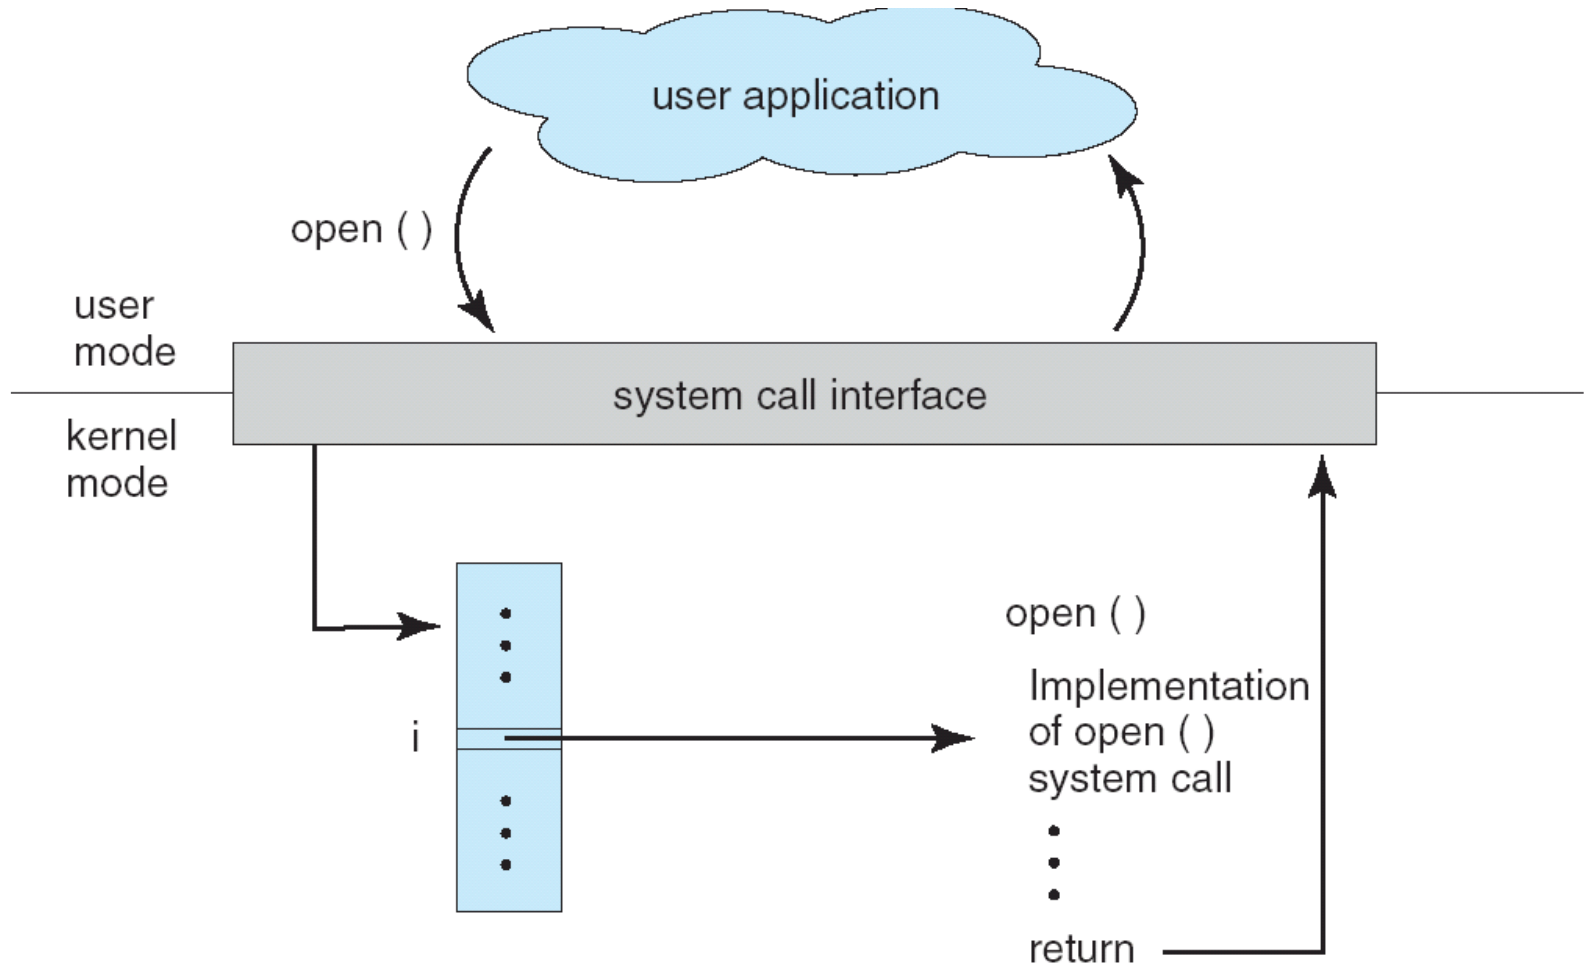 user application
open ( )
user
mode
system call interface
kernel
mode
open ( )
Implementation
of open ( )
system call
i
return